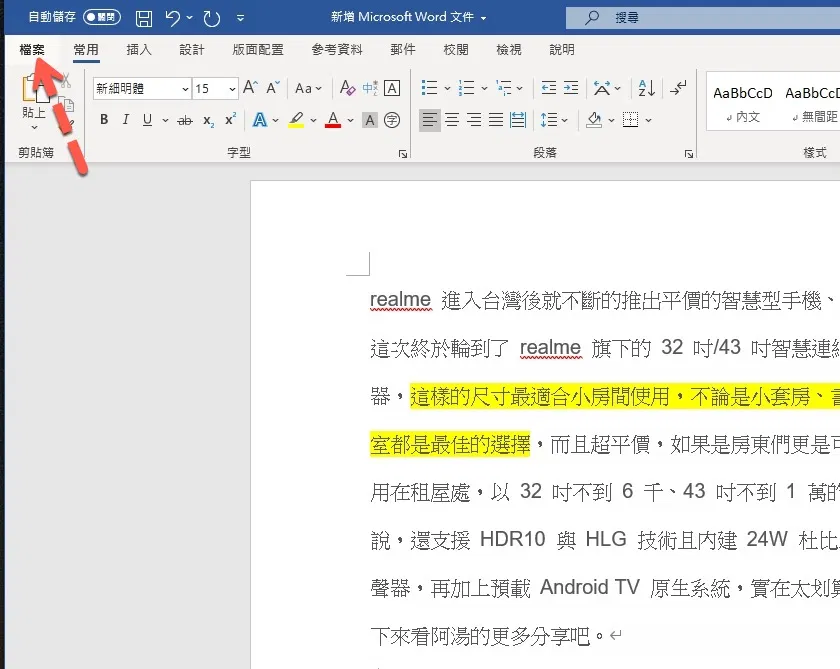 自動儲存 關閉 新增 Microsoft Word 文件 搜尋
檔案 常用 插入 設計 版面配置 參考資料 郵件 校閱 檢視 說明
新細明體 15 A A Aa A 中 A
貼上
B I U ab x₂ x² A A A 字
AaBbCcD AaBbCcD
↲內文 ↲無間距
剪貼簿 字型 段落 樣式
realme 進入台灣後就不斷的推出平價的智慧型手機、
這次終於輪到了 realme 旗下的 32 吋/43 吋智慧連
器，這樣的尺寸最適合小房間使用，不論是小套房、
室都是最佳的選擇，而且超平價，如果是房東們更是
用在租屋處，以 32 吋不到 6 千、43 吋不到 1 萬的
說，還支援 HDR10 與 HLG 技術且內建 24W 杜比
聲器，再加上預載 Android TV 原生系統，實在太划
下來看阿湯的更多分享吧。↵